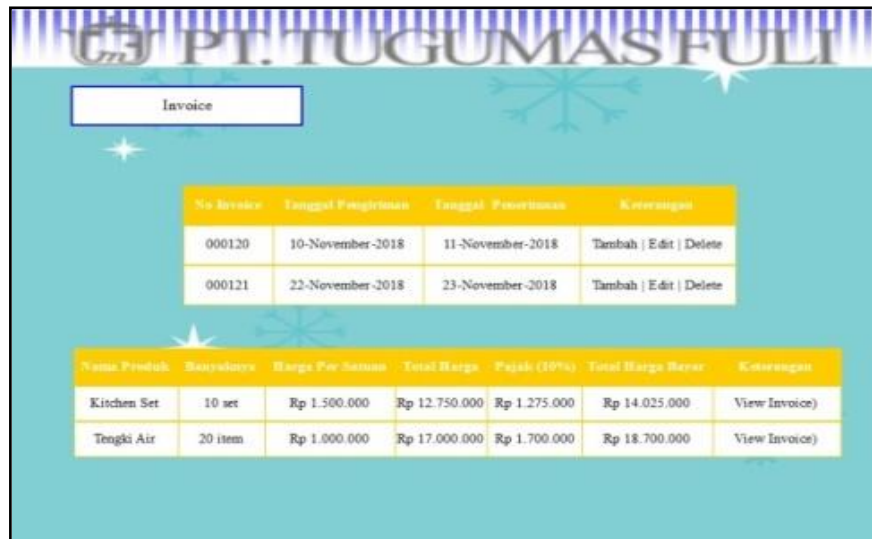 PT. TUGUMAS FULI
Invoice
No Invoice Tanggal Pengiriman Tanggal Penerimaan Keterangan
000120 10-November-2018 11-November-2018 Tambah | Edit | Delete
000121 22-November-2018 23-November-2018 Tambah | Edit | Delete
Nama Produk Banyaknya Harga Per Satuan Total Harga Pajak (10%) Total Harga Bayar Keterangan
Kitchen Set 10 set Rp 1.500.000 Rp 12.750.000 Rp 1.275.000 Rp 14.025.000 View Invoice)
Tengki Air 20 item Rp 1.000.000 Rp 17.000.000 Rp 1.700.000 Rp 18.700.000 View Invoice)